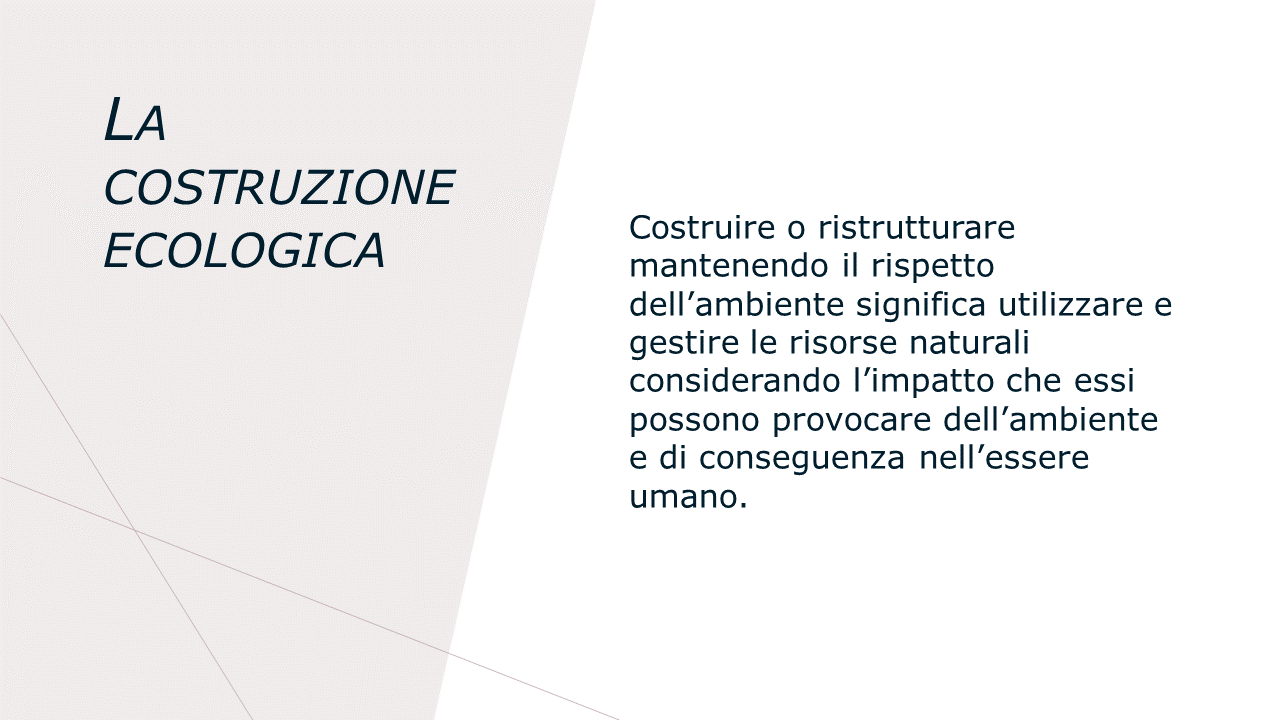 LA
COSTRUZIONE
ECOLOGICA
Costruire o ristrutturare
mantenendo il rispetto
dell’ambiente significa utilizzare e
gestire le risorse naturali
considerando l’impatto che essi
possono provocare dell’ambiente
e di conseguenza nell’essere
umano.